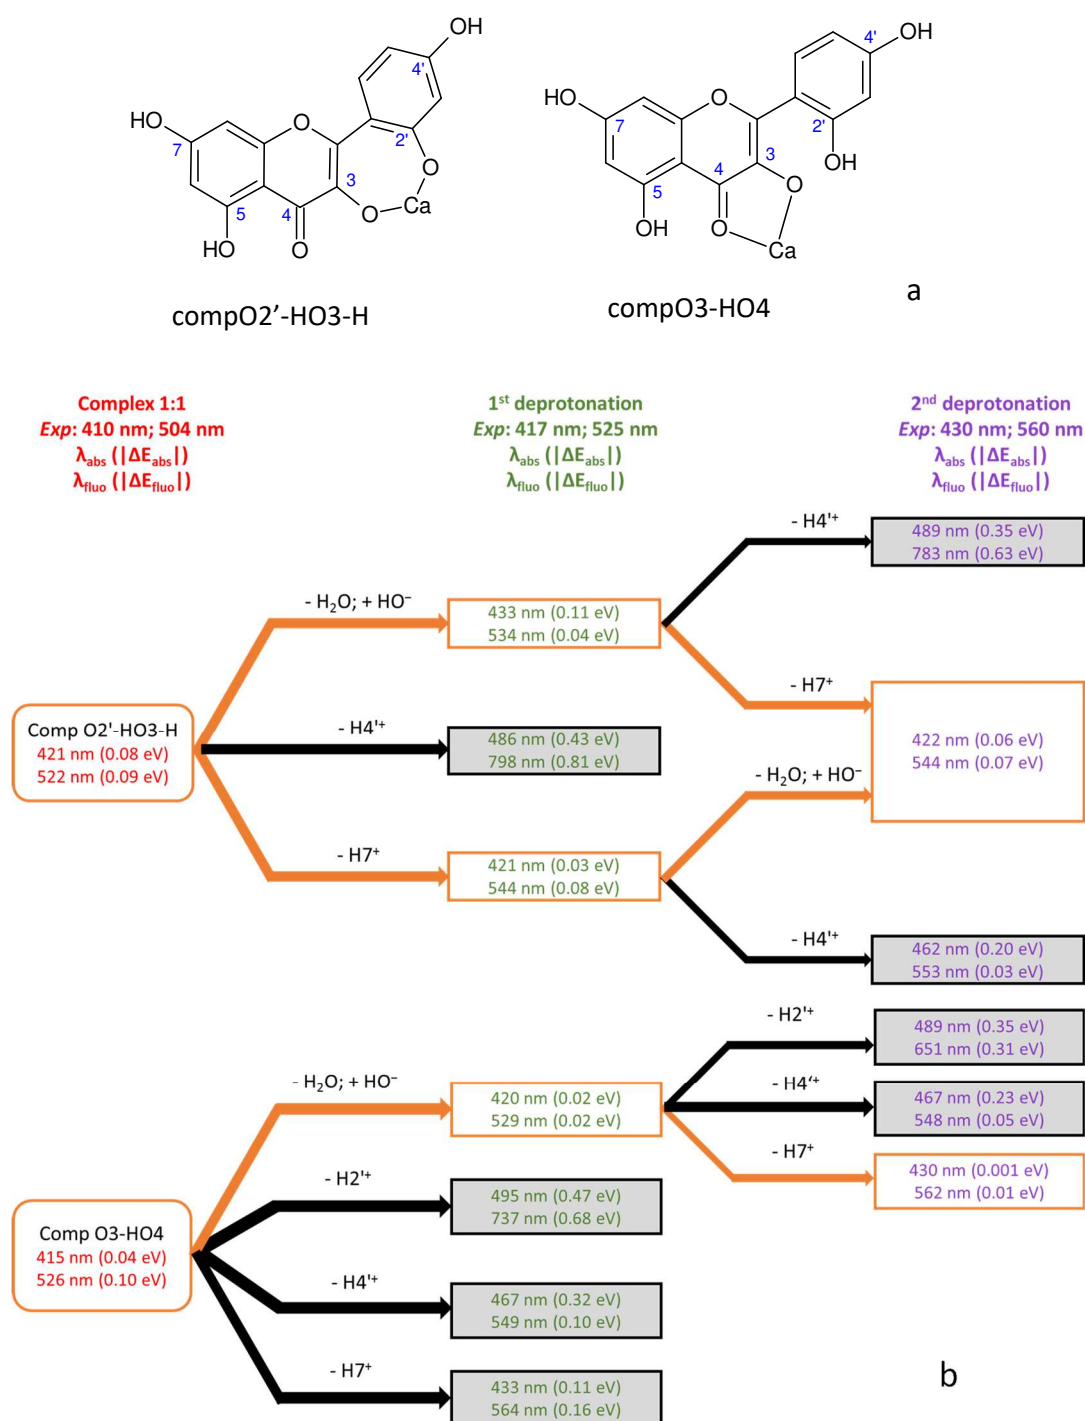 OH
4'
HO
7
O
2'
3
O
5
4
O
Ca
HO
O
compO2'-HO3-H
OH
4'
HO
7
O
2'
3
4
OH
5
O
OH
O
Ca
compO3-HO4
a
Complex 1:1
Exp: 410 nm; 504 nm
λabs (|ΔEabs|)
λfluo (|ΔEfluo|)
1st deprotonation
Exp: 417 nm; 525 nm
λabs (|ΔEabs|)
λfluo (|ΔEfluo|)
2nd deprotonation
Exp: 430 nm; 560 nm
λabs (|ΔEabs|)
λfluo (|ΔEfluo|)
- H4'+
489 nm (0.35 eV)
783 nm (0.63 eV)
- H2O; + HO−
433 nm (0.11 eV)
534 nm (0.04 eV)
- H7+
422 nm (0.06 eV)
544 nm (0.07 eV)
Comp O2'-HO3-H
421 nm (0.08 eV)
522 nm (0.09 eV)
- H4'+
486 nm (0.43 eV)
798 nm (0.81 eV)
- H2O; + HO−
- H7+
421 nm (0.03 eV)
544 nm (0.08 eV)
- H4'+
462 nm (0.20 eV)
553 nm (0.03 eV)
- H2'+
489 nm (0.35 eV)
651 nm (0.31 eV)
- H2O; + HO−
420 nm (0.02 eV)
529 nm (0.02 eV)
- H4'+
467 nm (0.23 eV)
548 nm (0.05 eV)
- H7+
430 nm (0.001 eV)
562 nm (0.01 eV)
- H2'+
495 nm (0.47 eV)
737 nm (0.68 eV)
Comp O3-HO4
415 nm (0.04 eV)
526 nm (0.10 eV)
- H4'+
467 nm (0.32 eV)
549 nm (0.10 eV)
- H7+
433 nm (0.11 eV)
564 nm (0.16 eV)
b